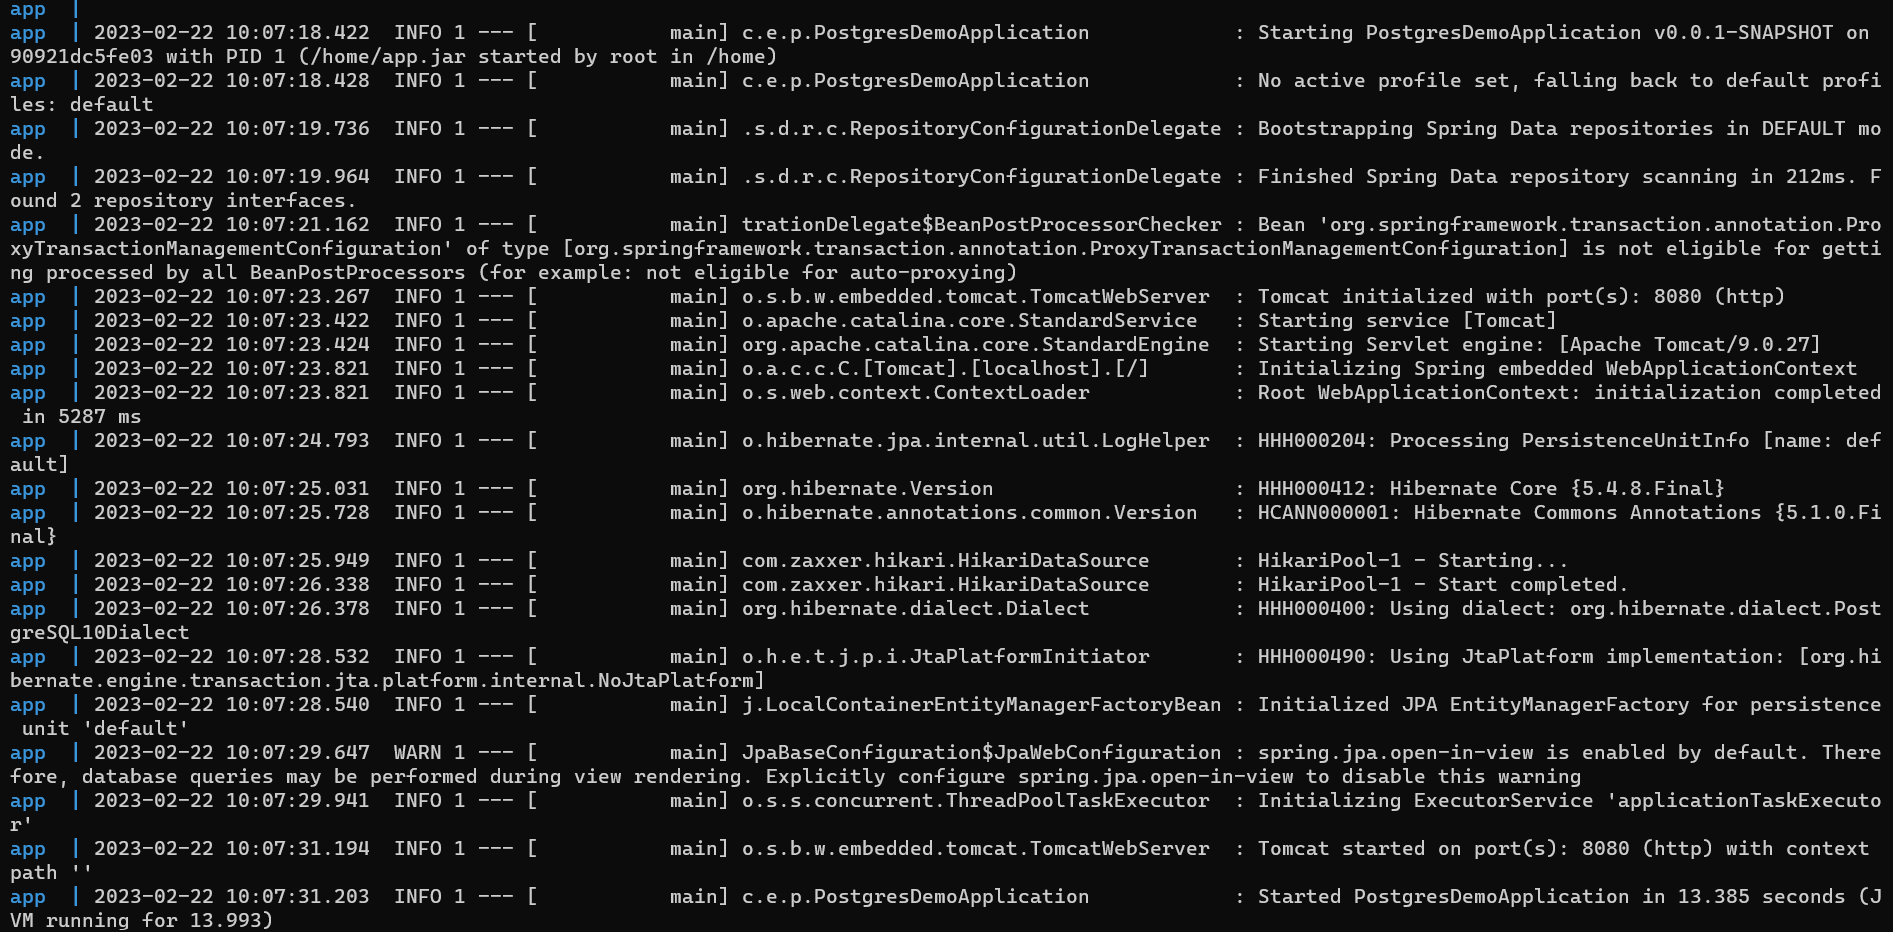 app  |
app  | 2023-02-22 10:07:18.422  INFO 1 --- [           main] c.e.p.PostgresDemoApplication            : Starting PostgresDemoApplication v0.0.1-SNAPSHOT on
90921dc5fe03 with PID 1 (/home/app.jar started by root in /home)
app  | 2023-02-22 10:07:18.428  INFO 1 --- [           main] c.e.p.PostgresDemoApplication            : No active profile set, falling back to default profi
les: default
app  | 2023-02-22 10:07:19.736  INFO 1 --- [           main] .s.d.r.c.RepositoryConfigurationDelegate : Bootstrapping Spring Data repositories in DEFAULT mo
de.
app  | 2023-02-22 10:07:19.964  INFO 1 --- [           main] .s.d.r.c.RepositoryConfigurationDelegate : Finished Spring Data repository scanning in 212ms. F
ound 2 repository interfaces.
app  | 2023-02-22 10:07:21.162  INFO 1 --- [           main] trationDelegate$BeanPostProcessorChecker : Bean 'org.springframework.transaction.annotation.Pro
xyTransactionManagementConfiguration' of type [org.springframework.transaction.annotation.ProxyTransactionManagementConfiguration] is not eligible for getti
ng processed by all BeanPostProcessors (for example: not eligible for auto-proxying)
app  | 2023-02-22 10:07:23.267  INFO 1 --- [           main] o.s.b.w.embedded.tomcat.TomcatWebServer  : Tomcat initialized with port(s): 8080 (http)
app  | 2023-02-22 10:07:23.422  INFO 1 --- [           main] o.apache.catalina.core.StandardService   : Starting service [Tomcat]
app  | 2023-02-22 10:07:23.424  INFO 1 --- [           main] org.apache.catalina.core.StandardEngine  : Starting Servlet engine: [Apache Tomcat/9.0.27]
app  | 2023-02-22 10:07:23.821  INFO 1 --- [           main] o.a.c.c.C.[Tomcat].[localhost].[/]       : Initializing Spring embedded WebApplicationContext
app  | 2023-02-22 10:07:23.821  INFO 1 --- [           main] o.s.web.context.ContextLoader            : Root WebApplicationContext: initialization completed
 in 5287 ms
app  | 2023-02-22 10:07:24.793  INFO 1 --- [           main] o.hibernate.jpa.internal.util.LogHelper  : HHH000204: Processing PersistenceUnitInfo [name: def
ault]
app  | 2023-02-22 10:07:25.031  INFO 1 --- [           main] org.hibernate.Version                    : HHH000412: Hibernate Core {5.4.8.Final}
app  | 2023-02-22 10:07:25.728  INFO 1 --- [           main] o.hibernate.annotations.common.Version   : HCANN000001: Hibernate Commons Annotations {5.1.0.Fi
nal}
app  | 2023-02-22 10:07:25.949  INFO 1 --- [           main] com.zaxxer.hikari.HikariDataSource       : HikariPool-1 - Starting...
app  | 2023-02-22 10:07:26.338  INFO 1 --- [           main] com.zaxxer.hikari.HikariDataSource       : HikariPool-1 - Start completed.
app  | 2023-02-22 10:07:26.378  INFO 1 --- [           main] org.hibernate.dialect.Dialect            : HHH000400: Using dialect: org.hibernate.dialect.Post
greSQL10Dialect
app  | 2023-02-22 10:07:28.532  INFO 1 --- [           main] o.h.e.t.j.p.i.JtaPlatformInitiator       : HHH000490: Using JtaPlatform implementation: [org.hi
bernate.engine.transaction.jta.platform.internal.NoJtaPlatform]
app  | 2023-02-22 10:07:28.540  INFO 1 --- [           main] j.LocalContainerEntityManagerFactoryBean : Initialized JPA EntityManagerFactory for persistence
 unit 'default'
app  | 2023-02-22 10:07:29.647  WARN 1 --- [           main] JpaBaseConfiguration$JpaWebConfiguration : spring.jpa.open-in-view is enabled by default. There
fore, database queries may be performed during view rendering. Explicitly configure spring.jpa.open-in-view to disable this warning
app  | 2023-02-22 10:07:29.941  INFO 1 --- [           main] o.s.s.concurrent.ThreadPoolTaskExecutor  : Initializing ExecutorService 'applicationTaskExecuto
r'
app  | 2023-02-22 10:07:31.194  INFO 1 --- [           main] o.s.b.w.embedded.tomcat.TomcatWebServer  : Tomcat started on port(s): 8080 (http) with context
path ''
app  | 2023-02-22 10:07:31.203  INFO 1 --- [           main] c.e.p.PostgresDemoApplication            : Started PostgresDemoApplication in 13.385 seconds (J
VM running for 13.993)